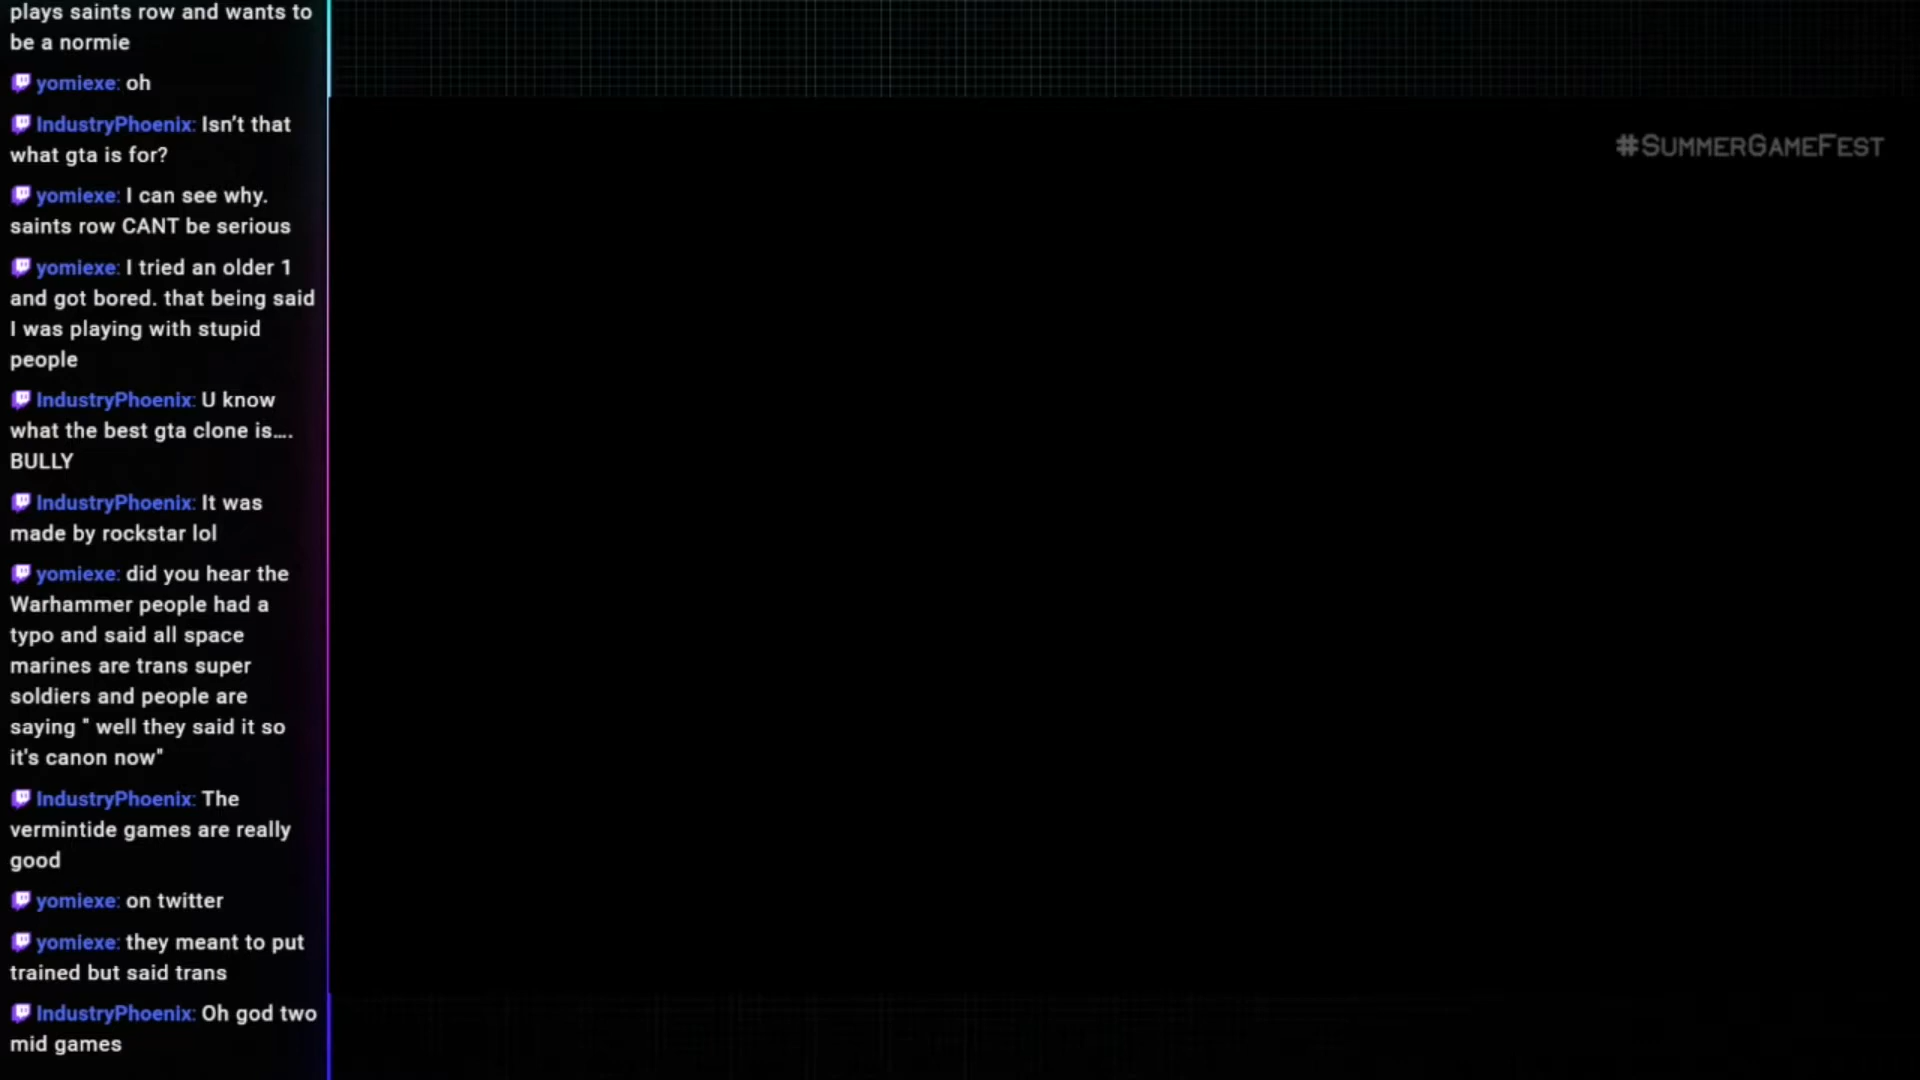 plays saints row and wants to
be a normie
yomiexe: oh
IndustryPhoenix: Isn’t that
what gta is for?
yomiexe: I can see why.
saints row CANT be serious
yomiexe: I tried an older 1
and got bored. that being said
I was playing with stupid
people
IndustryPhoenix: U know
what the best gta clone is….
BULLY
IndustryPhoenix: It was
made by rockstar lol
yomiexe: did you hear the
Warhammer people had a
typo and said all space
marines are trans super
soldiers and people are
saying " well they said it so
it's canon now"
IndustryPhoenix: The
vermintide games are really
good
yomiexe: on twitter
yomiexe: they meant to put
trained but said trans
IndustryPhoenix: Oh god two
mid games
#SUMMERGAMEFEST